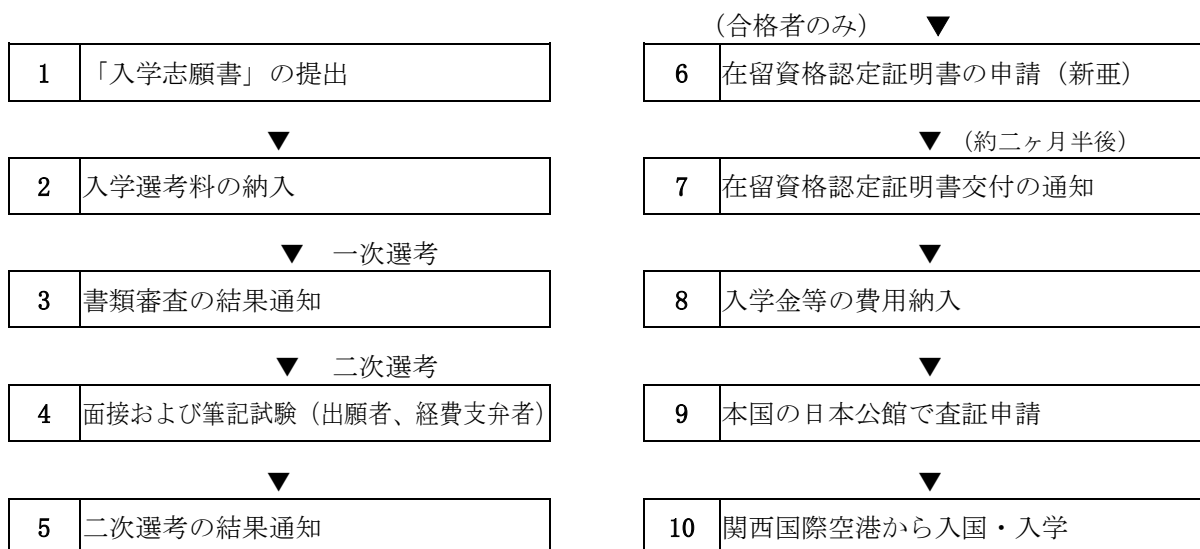 1 「入学志願書」の提出
▼
2 入学選考料の納入
▼ 一次選考
3 書類審査の結果通知
▼ 二次選考
4 面接および筆記試験（出願者、経費支弁者）
▼
5 二次選考の結果通知
（合格者のみ） ▼
6 在留資格認定証明書の申請（新亜）
▼ （約二ヶ月半後）
7 在留資格認定証明書交付の通知
▼
8 入学金等の費用納入
▼
9 本国の日本公館で査証申請
▼
10 関西国際空港から入国・入学